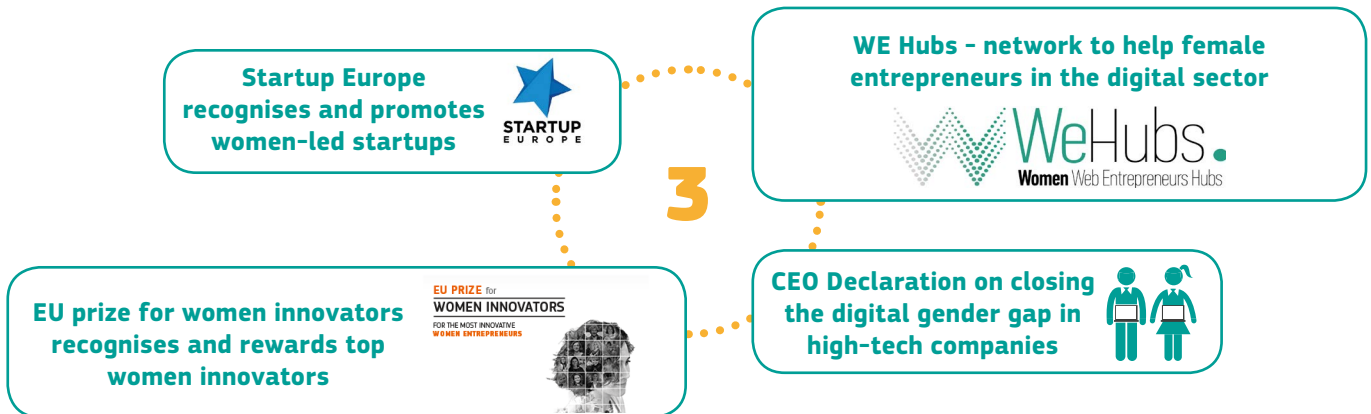 Startup Europe
recognises and promotes
women-led startups
STARTUP
EUROPE
WE Hubs - network to help female
entrepreneurs in the digital sector
WeHubs.
Women Web Entrepreneurs Hubs
3
EU prize for women innovators
recognises and rewards top
women innovators
EU PRIZE for
WOMEN INNOVATORS
FOR THE MOST INNOVATIVE
WOMEN ENTREPRENEURS
CEO Declaration on closing
the digital gender gap in
high-tech companies